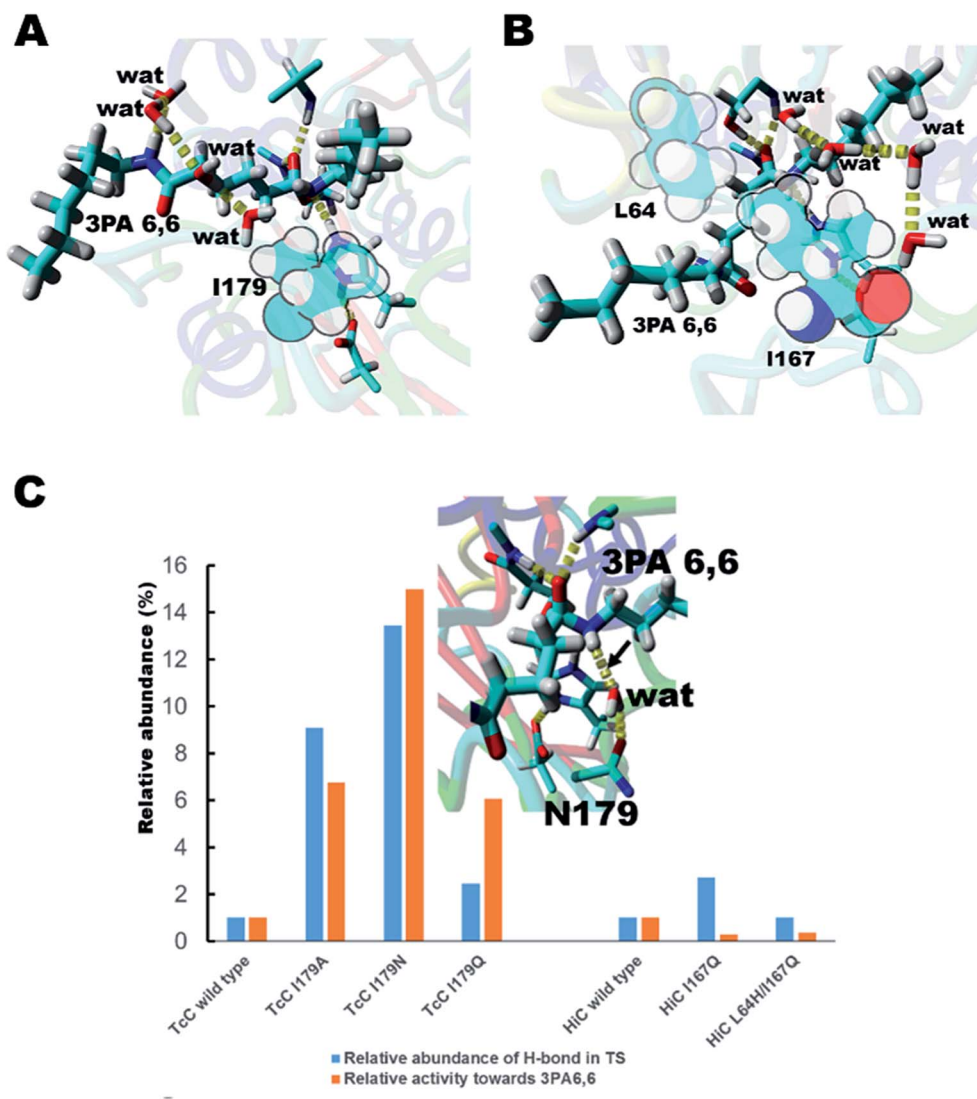 A
wat
wat
wat
3PA 6,6
wat
I179
B
wat
wat
wat
L64
wat
3PA 6,6
I167
C
3PA 6,6
wat
N179
Relative abundance (%)
16
14
12
10
8
6
4
2
0
TcC wild type
TcC I179A
TcC I179N
TcC I179Q
HiC wild type
HiC I167Q
HiC L64H/I167Q
Relative abundance of H-bond in TS
Relative activity towards 3PA6,6